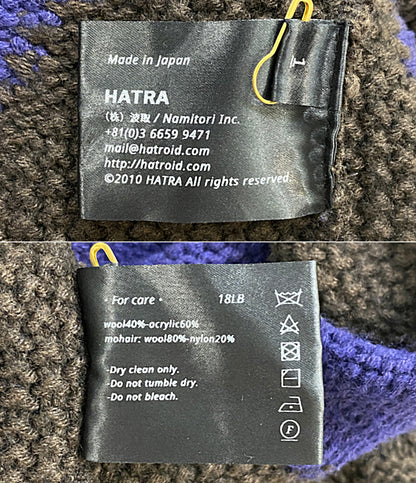 Made in Japan
1
HATRA
(株) 波取 / Namitori Inc.
+81(0)3 6659 9471
mail@hatroid.com
http://hatroid.com
©2010 HATRA All rights reserved.
・For care・
18LB
wool40%-acrylic60%
mohair: wool80%-nylon20%
-Dry clean only.
-Do not tumble dry.
-Do not bleach.
F